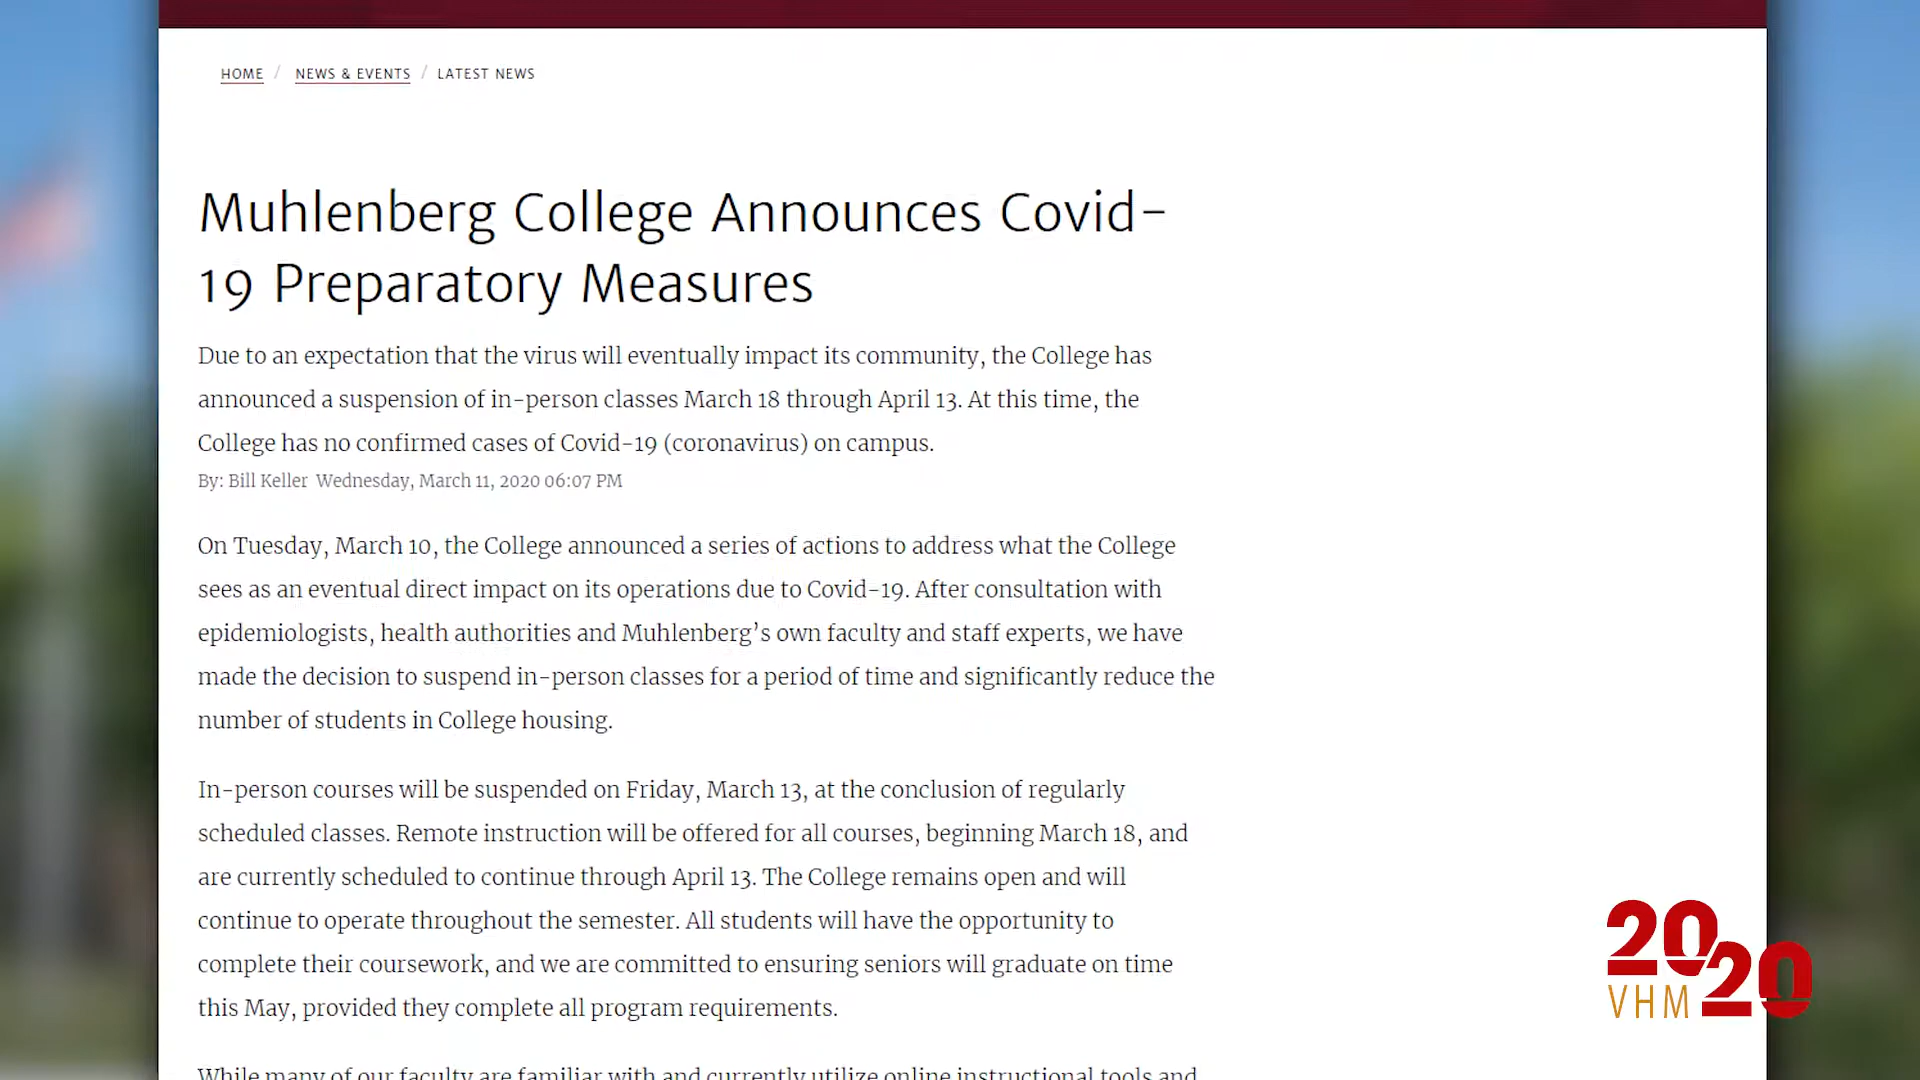 HOME / NEWS & EVENTS / LATEST NEWS
Muhlenberg College Announces Covid-
19 Preparatory Measures
Due to an expectation that the virus will eventually impact its community, the College has
announced a suspension of in-person classes March 18 through April 13. At this time, the
College has no confirmed cases of Covid-19 (coronavirus) on campus.
By: Bill Keller Wednesday, March 11, 2020 06:07 PM
On Tuesday, March 10, the College announced a series of actions to address what the College
sees as an eventual direct impact on its operations due to Covid-19. After consultation with
epidemiologists, health authorities and Muhlenberg’s own faculty and staff experts, we have
made the decision to suspend in-person classes for a period of time and significantly reduce the
number of students in College housing.
In-person courses will be suspended on Friday, March 13, at the conclusion of regularly
scheduled classes. Remote instruction will be offered for all courses, beginning March 18, and
are currently scheduled to continue through April 13. The College remains open and will
continue to operate throughout the semester. All students will have the opportunity to
complete their coursework, and we are committed to ensuring seniors will graduate on time
this May, provided they complete all program requirements.
While many of our faculty are familiar with and currently utilize online instructional tools and
20
20
VHM